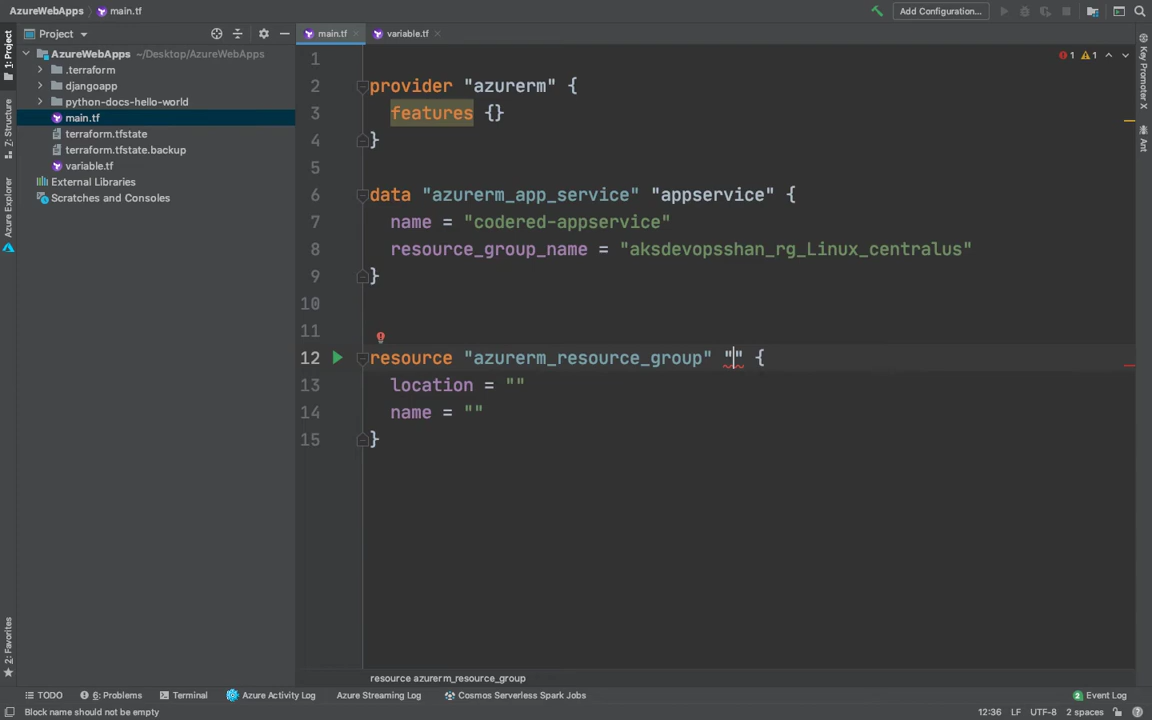 AzureWebApps
main.tf
Add Configuration...
Project
main.tf
variable.tf
AzureWebApps ~/Desktop/AzureWebApps
.terraform
djangoapp
python-docs-hello-world
main.tf
terraform.tfstate
terraform.tfstate.backup
variable.tf
External Libraries
Scratches and Consoles
1: Project
7: Structure
Azure Explorer
2: Favorites
1
2 provider "azurerm" {
3 features {}
4 }
5
6 data "azurerm_app_service" "appservice" {
7 name = "codered-appservice"
8 resource_group_name = "aksdevopsshan_rg_Linux_centralus"
9 }
10
11
12 resource "azurerm_resource_group" "" {
13 location = ""
14 name = ""
15 }
1 1
Key Promoter X
Ant
resource azurerm_resource_group
TODO
6: Problems
Terminal
Azure Activity Log
Azure Streaming Log
Cosmos Serverless Spark Jobs
2 Event Log
Block name should not be empty
12:36 LF UTF-8 2 spaces